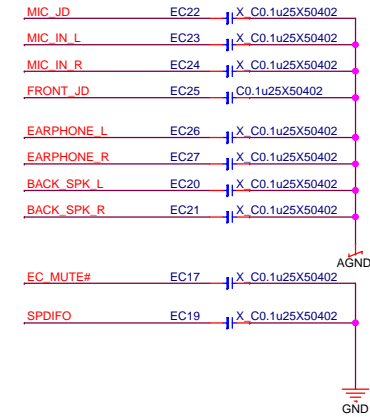 MIC_JD EC22 X_C0.1u25X50402
MIC_IN_L EC23 X_C0.1u25X50402
MIC_IN_R EC24 X_C0.1u25X50402
FRONT_JD EC25 C0.1u25X50402
EARPHONE_L EC26 X_C0.1u25X50402
EARPHONE_R EC27 X_C0.1u25X50402
BACK_SPK_L EC20 X_C0.1u25X50402
BACK_SPK_R EC21 X_C0.1u25X50402
AGND
EC_MUTE# EC17 X_C0.1u25X50402
SPDIFO EC19 X_C0.1u25X50402
GND